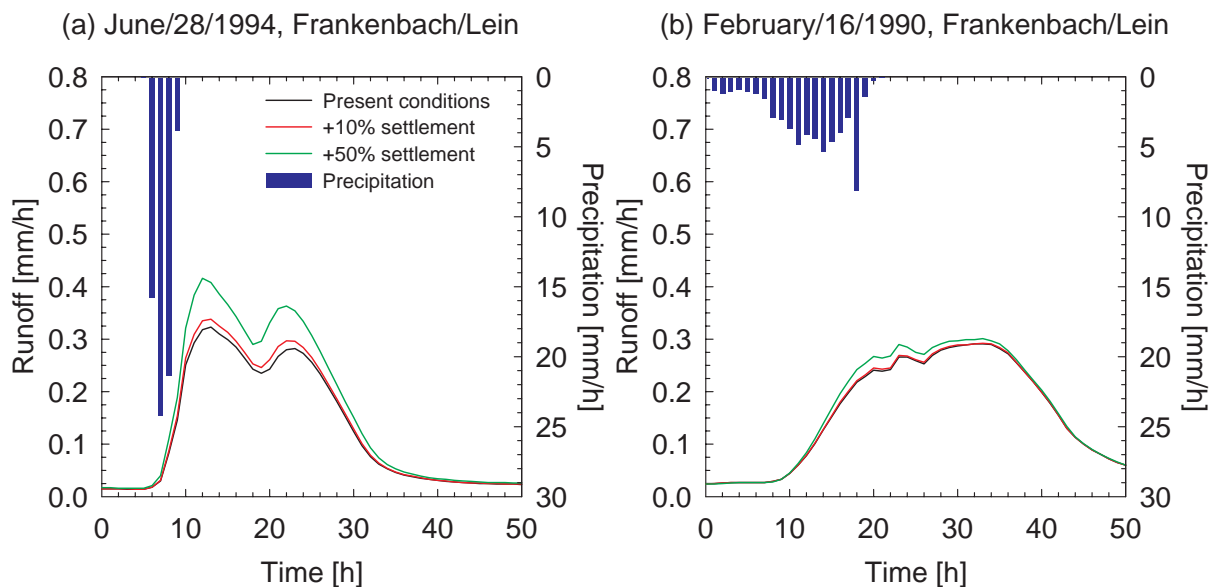 (a) June/28/1994, Frankenbach/Lein
(b) February/16/1990, Frankenbach/Lein
Runoff [mm/h]
0.8
0.7
0.6
0.5
0.4
0.3
0.2
0.1
0.0
Present conditions
+10% settlement
+50% settlement
Precipitation
0
5
10
15
20
25
30
Precipitation [mm/h]
0 10 20 30 40 50
Time [h]
Runoff [mm/h]
0.8
0.7
0.6
0.5
0.4
0.3
0.2
0.1
0.0
0
5
10
15
20
25
30
Precipitation [mm/h]
0 10 20 30 40 50
Time [h]